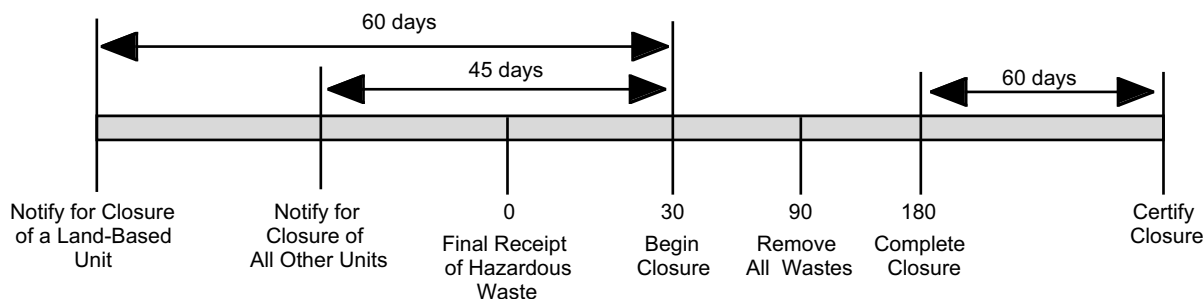 60 days
45 days
60 days
Notify for Closure
of a Land-Based
Unit
Notify for
Closure of
All Other Units
0
Final Receipt
of Hazardous
Waste
30
Begin
Closure
90
Remove
All Wastes
180
Complete
Closure
Certify
Closure